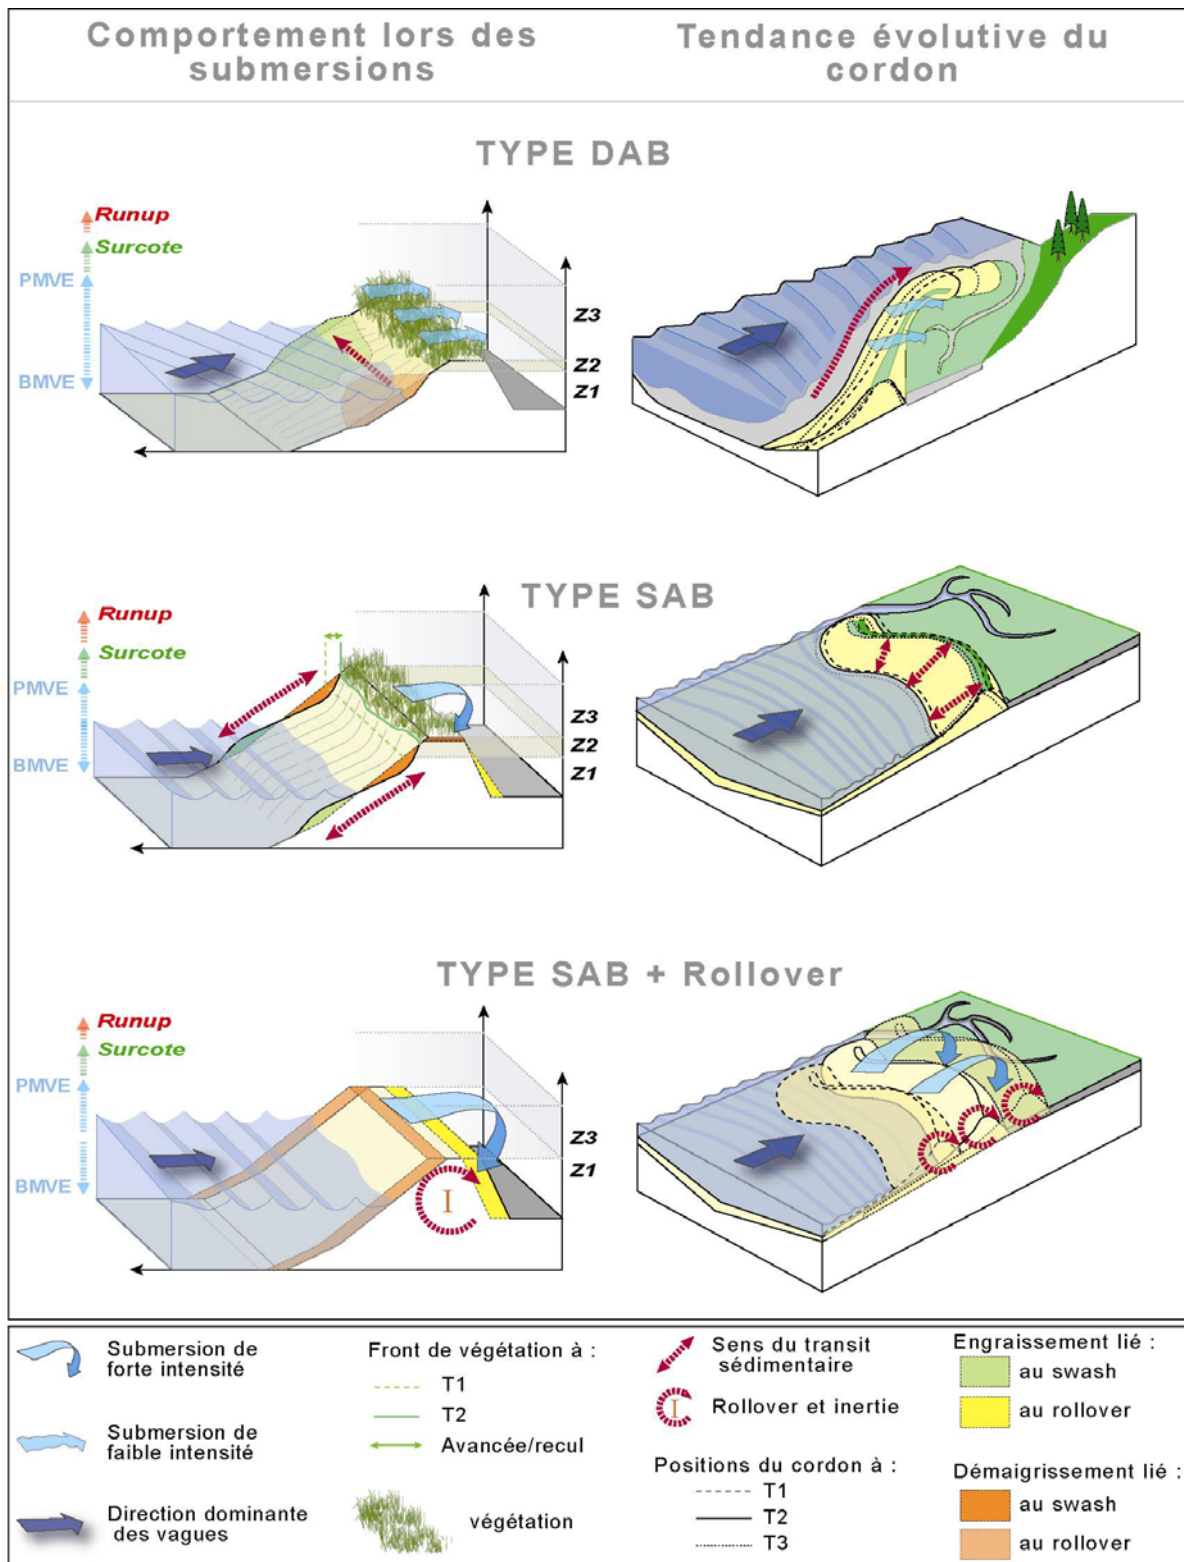 Comportement lors des
submersions
Tendance évolutive du
cordon
TYPE DAB
Runup
Surcote
PMVE
BMVE
Z3
Z2
Z1
TYPE SAB
Runup
Surcote
PMVE
BMVE
Z3
Z2
Z1
TYPE SAB + Rollover
Runup
Surcote
PMVE
BMVE
Z3
Z1
I
Submersion de
forte intensité
Submersion de
faible intensité
Direction dominante
des vagues
Front de végétation à :
T1
T2
Avancée/recul
végétation
Sens du transit
sédimentaire
I
Rollover et inertie
Positions du cordon à :
T1
T2
T3
Engraissement lié :
au swash
au rollover
Démaigrissement lié :
au swash
au rollover